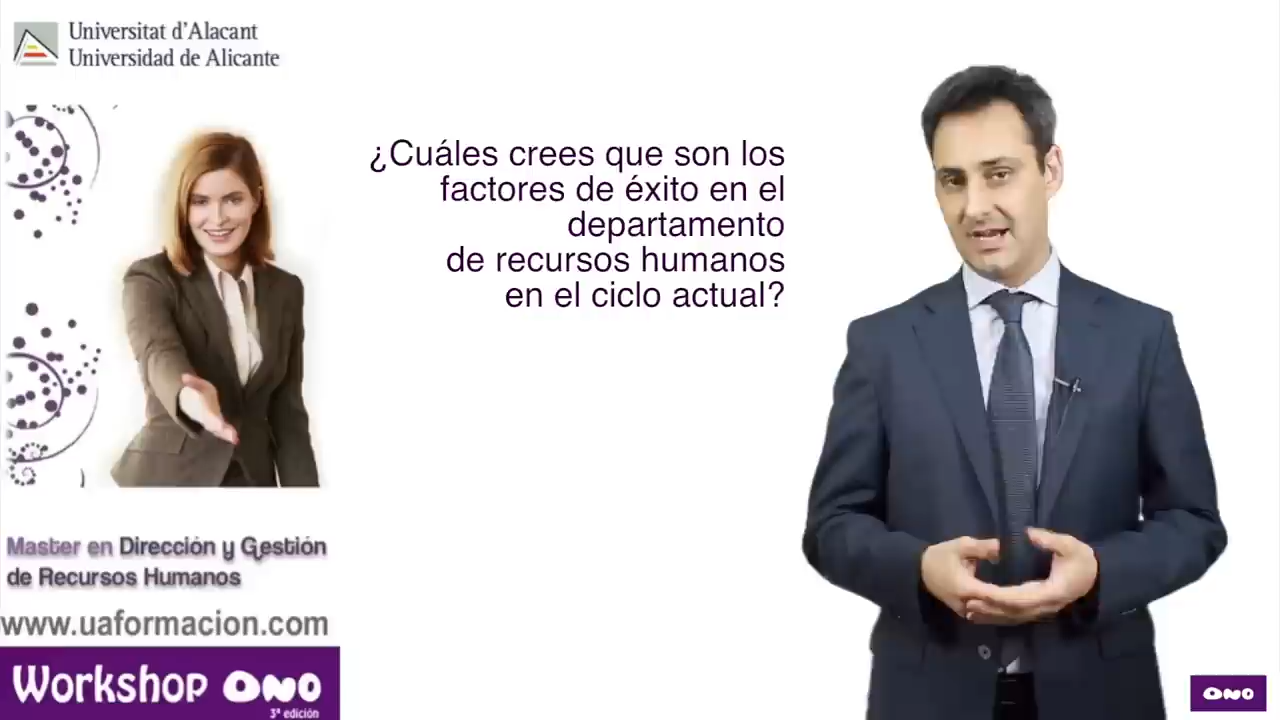 Universitat d'Alacant
Universidad de Alicante
¿Cuáles crees que son los
factores de éxito en el
departamento
de recursos humanos
en el ciclo actual?
Master en Dirección y Gestión
de Recursos Humanos
www.uaformacion.com
Workshop ONO
3ª edición
ONO